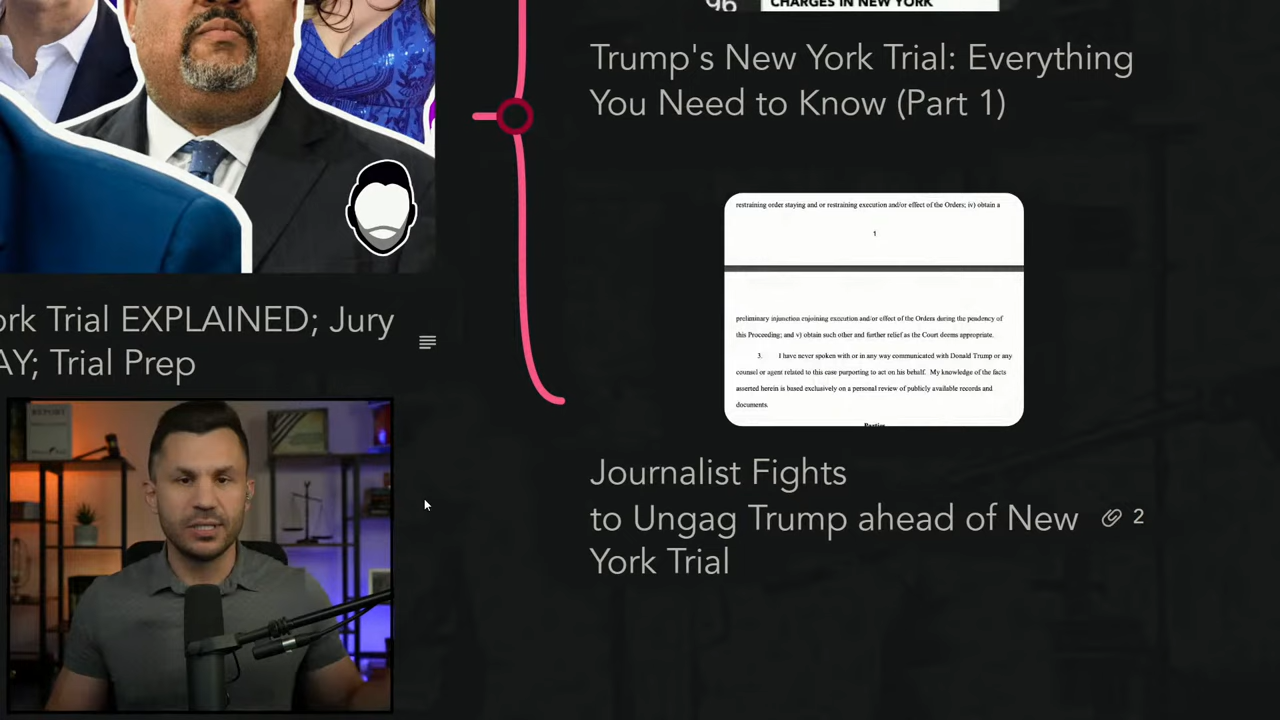 CHARGES IN NEW YORK
Trump's New York Trial: Everything
You Need to Know (Part 1)
restraining order staying and or restraining execution and/or effect of the Orders; iv) obtain a
1
preliminary injunction enjoining execution and/or effect of the Orders during the pendency of
this Proceeding; and v) obtain such other and further relief as the Court deems appropriate.
3. I have never spoken with or in any way communicated with Donald Trump or any
counsel or agent related to this case purporting to act on his behalf. My knowledge of the facts
asserted herein is based exclusively on a personal review of publicly available records and
documents.
Parties
ork Trial EXPLAINED; Jury
AY; Trial Prep
REPORT
Journalist Fights
to Ungag Trump ahead of New
York Trial
2